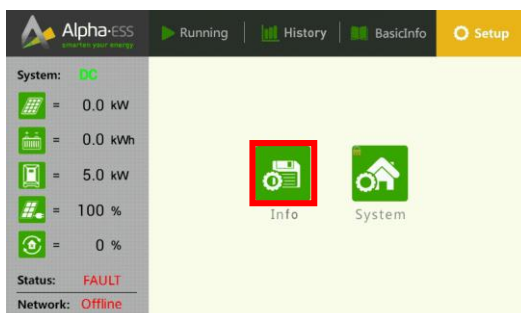 Alpha·ESS
smarten your energy
Running
History
BasicInfo
Setup
System: DC
= 0.0 kW
= 0.0 kWh
= 5.0 kW
= 100 %
= 0 %
Status: FAULT
Network: Offline
Info
System